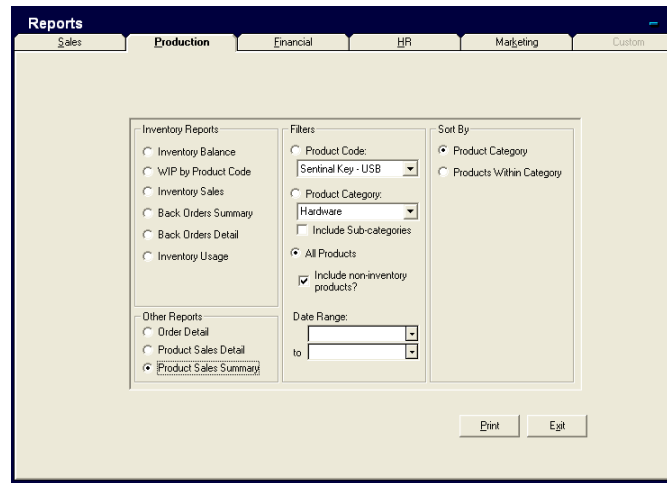 Reports
Sales Production Financial HR Marketing Custom
Inventory Reports
Inventory Balance
WIP by Product Code
Inventory Sales
Back Orders Summary
Back Orders Detail
Inventory Usage
Other Reports
Order Detail
Product Sales Detail
Product Sales Summary
Filters
Product Code:
Sentinal Key - USB
Product Category:
Hardware
Include Sub-categories
All Products
Include non-inventory
products?
Date Range:
to
Sort By
Product Category
Products Within Category
Print Exit